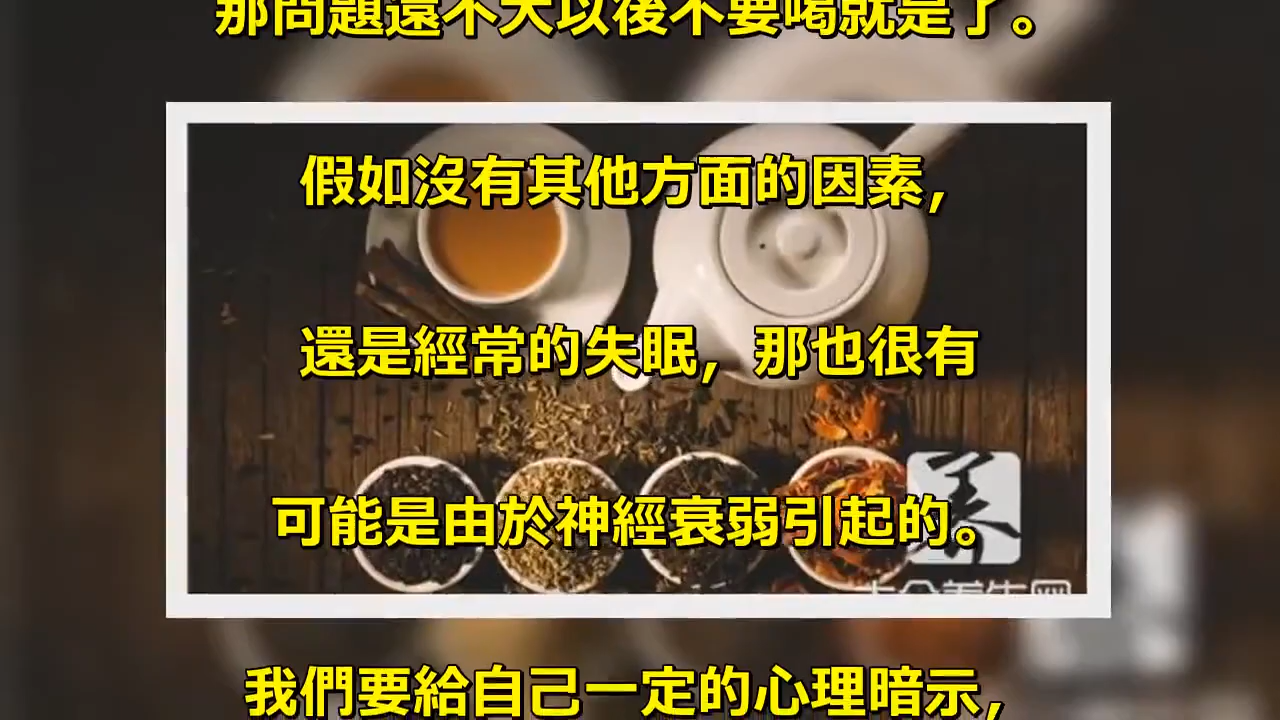 那問題還不大以後不要喝就是了。
假如沒有其他方面的因素，
還是經常的失眠，那也很有
可能是由於神經衰弱引起的。
養
我們要給自己一定的心理暗示，